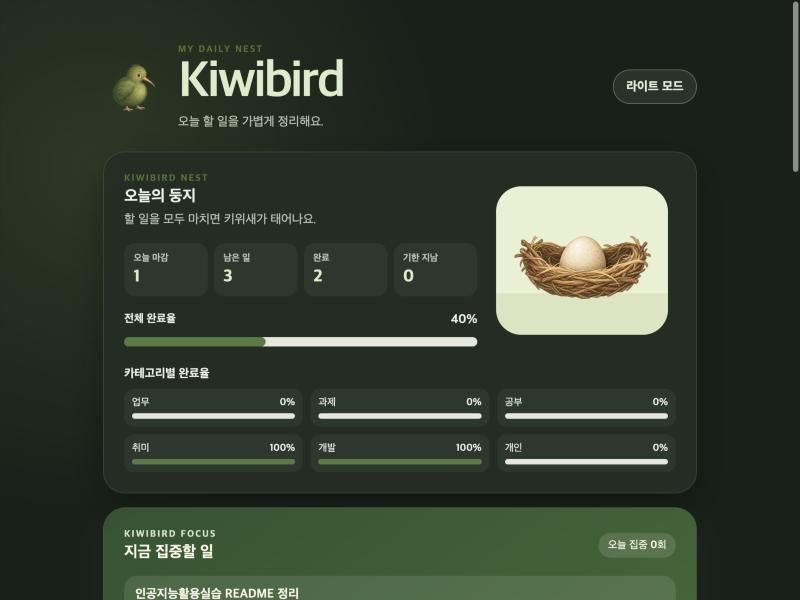 MY DAILY NEST
Kiwibird
오늘 할 일을 가볍게 정리해요.
라이트 모드
KIWIBIRD NEST
오늘의 둥지
할 일을 모두 마치면 키위새가 태어나요.
오늘 마감
1
남은 일
3
완료
2
기한 지남
0
전체 완료율 40%
카테고리별 완료율
업무 0%
과제 0%
공부 0%
취미 100%
개발 100%
개인 0%
KIWIBIRD FOCUS
지금 집중할 일
오늘 집중 0회
인공지능활용실습 README 정리